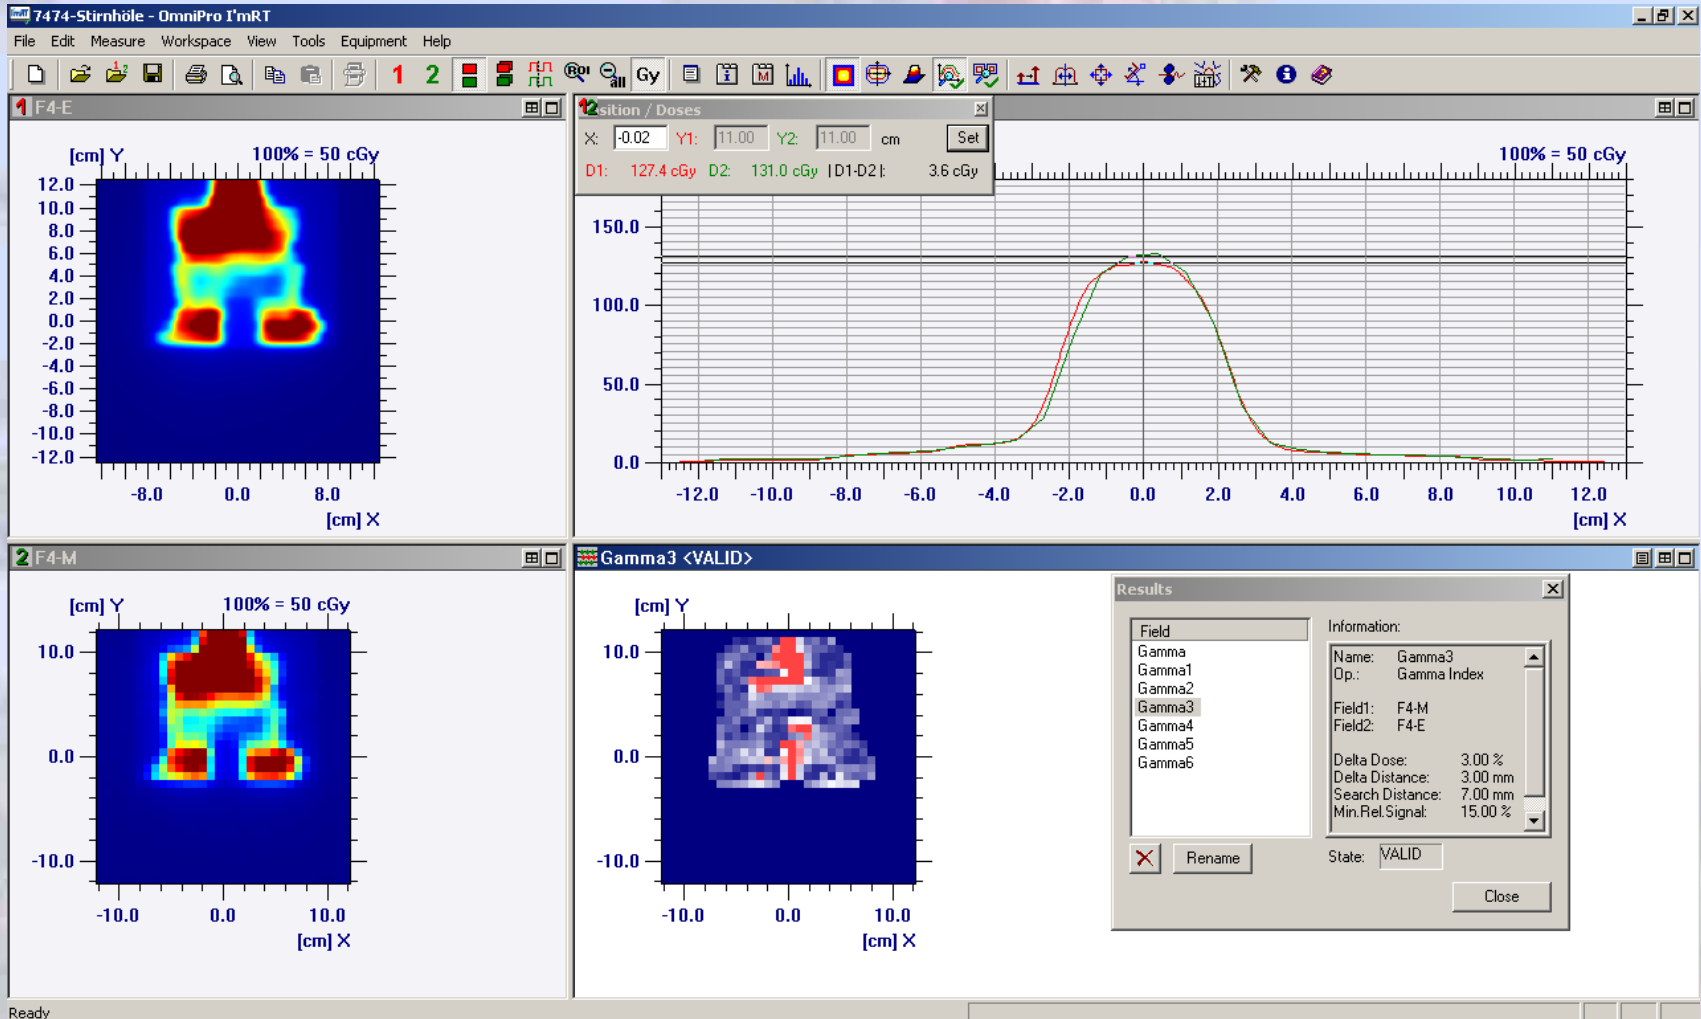 7474-Stirnhöle - OmniPro I'mRT
File Edit Measure Workspace View Tools Equipment Help
1 2 ROI all Gy
1 F4-E
[cm] Y 100% = 50 cGy
12.0
10.0
8.0
6.0
4.0
2.0
0.0
-2.0
-4.0
-6.0
-8.0
-10.0
-12.0
-8.0 0.0 8.0
[cm] X
12 sition / Doses
X: -0.02 Y1: 11.00 Y2: 11.00 cm Set
D1: 127.4 cGy D2: 131.0 cGy |D1-D2|: 3.6 cGy
100% = 50 cGy
150.0
100.0
50.0
0.0
-12.0 -10.0 -8.0 -6.0 -4.0 -2.0 0.0 2.0 4.0 6.0 8.0 10.0 12.0
[cm] X
2 F4-M
[cm] Y 100% = 50 cGy
10.0
0.0
-10.0
-10.0 0.0 10.0
[cm] X
Gamma3 <VALID>
[cm] Y
10.0
0.0
-10.0
-10.0 0.0 10.0
[cm] X
Results
Field
Gamma
Gamma1
Gamma2
Gamma3
Gamma4
Gamma5
Gamma6
Rename
Information:
Name: Gamma3
Op.: Gamma Index
Field1: F4-M
Field2: F4-E
Delta Dose: 3.00 %
Delta Distance: 3.00 mm
Search Distance: 7.00 mm
Min.Rel.Signal: 15.00 %
State: VALID
Close
Ready